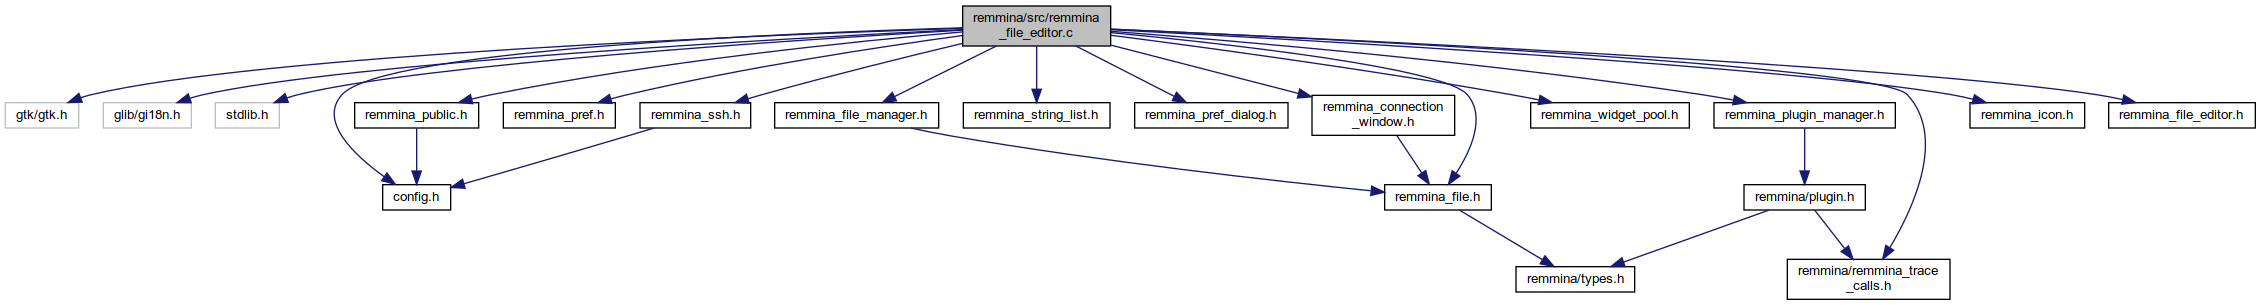 remmina/src/remmina
_file_editor.c
gtk/gtk.h
glib/gi18n.h
stdlib.h
remmina_public.h
remmina_pref.h
remmina_ssh.h
remmina_file_manager.h
remmina_string_list.h
remmina_pref_dialog.h
remmina_connection
_window.h
remmina_widget_pool.h
remmina_plugin_manager.h
remmina_icon.h
remmina_file_editor.h
config.h
remmina_file.h
remmina/plugin.h
remmina/types.h
remmina/remmina_trace
_calls.h